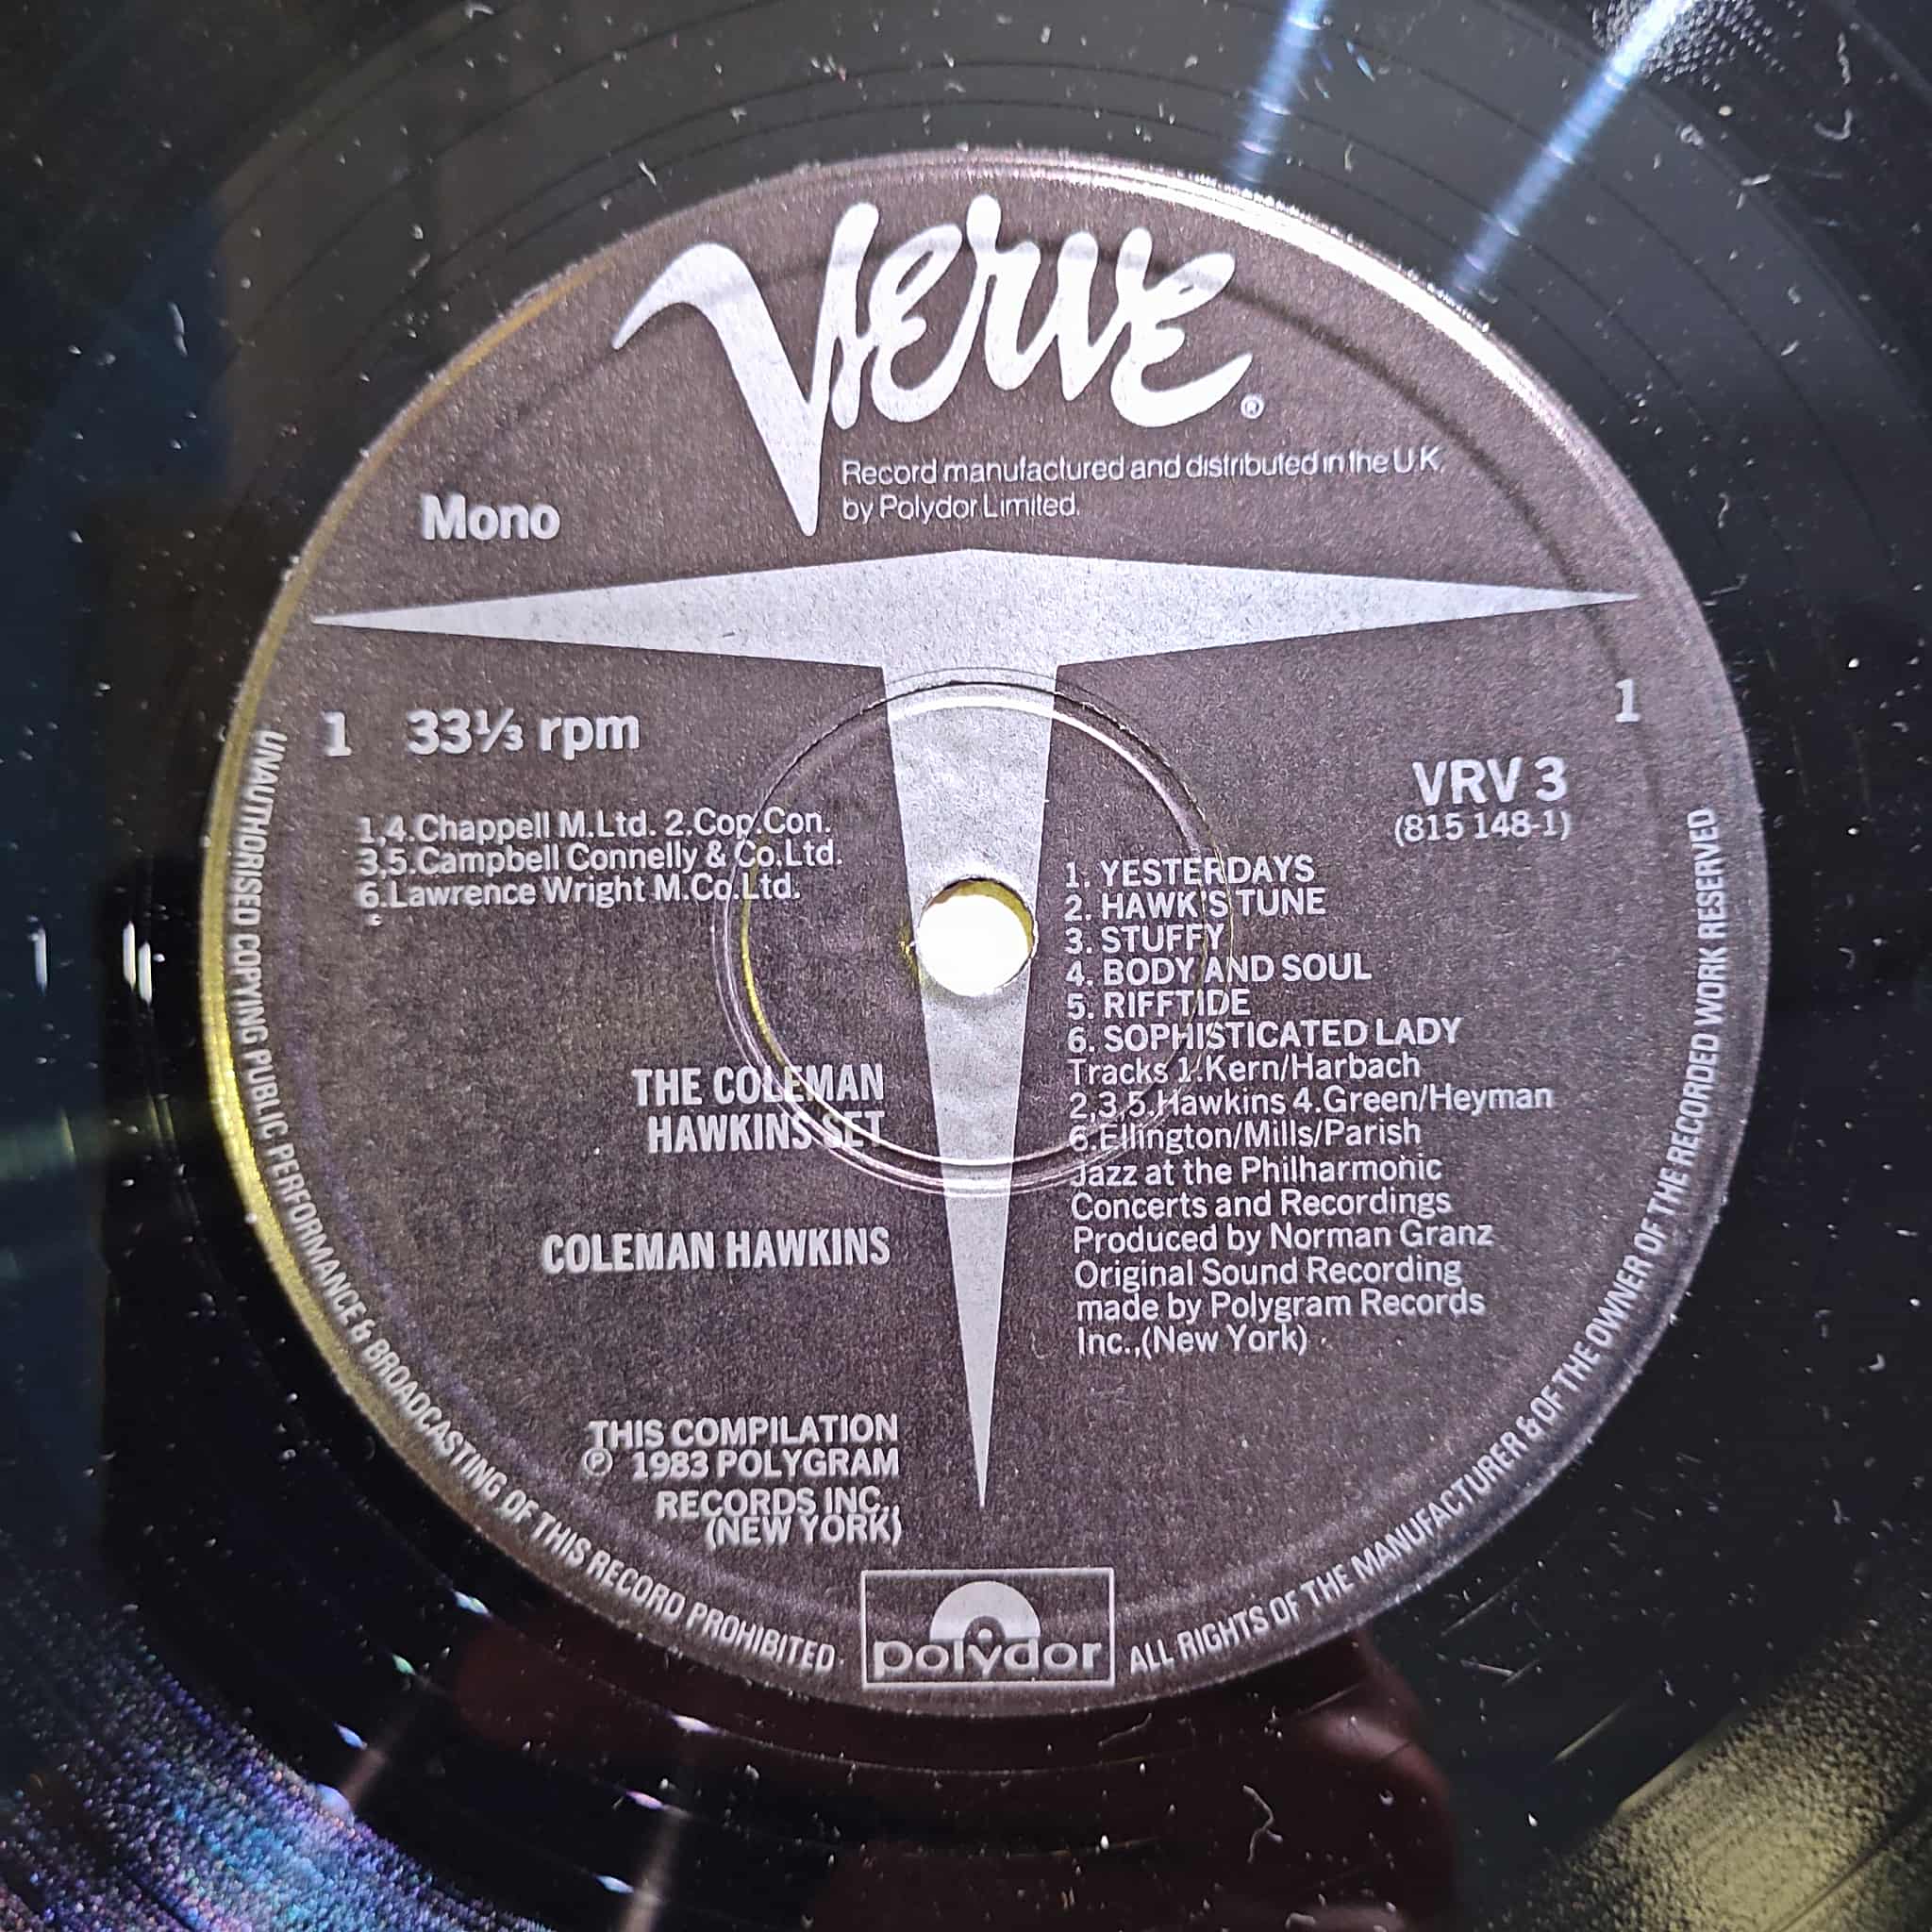 Verve®
Record manufactured and distributed in the U.K.
by Polydor Limited.
Mono
1 33⅓ rpm
1
VRV 3
(815 148-1)
1,4.Chappell M.Ltd. 2.Cop.Con.
3,5.Campbell Connelly & Co.Ltd.
6.Lawrence Wright M.Co.Ltd.
1. YESTERDAYS
2. HAWK'S TUNE
3. STUFFY
4. BODY AND SOUL
5. RIFFTIDE
6. SOPHISTICATED LADY
Tracks 1.Kern/Harbach
2,3,5.Hawkins 4.Green/Heyman
6.Ellington/Mills/Parish
Jazz at the Philharmonic
Concerts and Recordings
Produced by Norman Granz
Original Sound Recording
made by Polygram Records
Inc.,(New York)
THE COLEMAN
HAWKINS SET
COLEMAN HAWKINS
THIS COMPILATION
℗ 1983 POLYGRAM
RECORDS INC.,
(NEW YORK)
polydor
UNAUTHORISED COPYING PUBLIC PERFORMANCE & BROADCASTING OF THIS RECORD PROHIBITED·
ALL RIGHTS OF THE MANUFACTURER & OF THE OWNER OF THE RECORDED WORK RESERVED